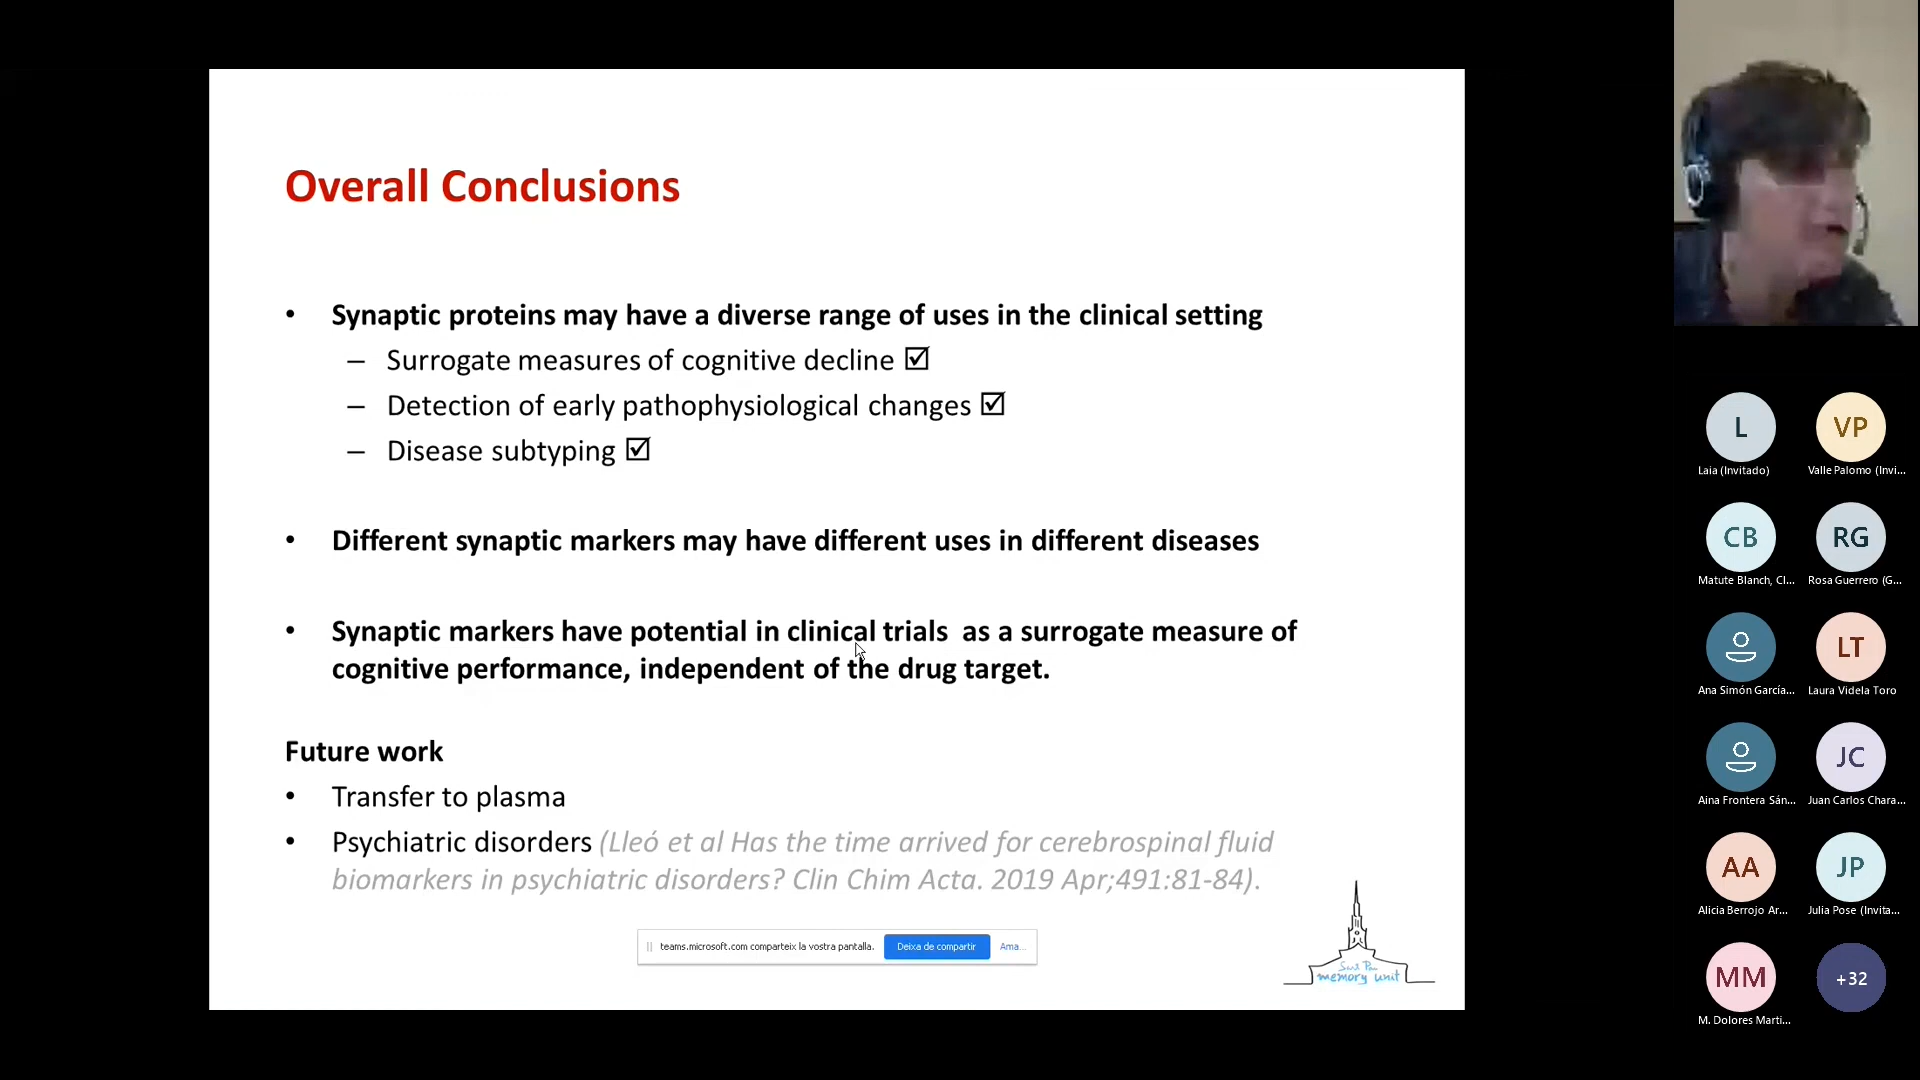 Overall Conclusions
• Synaptic proteins may have a diverse range of uses in the clinical setting
– Surrogate measures of cognitive decline ☑
– Detection of early pathophysiological changes ☑
– Disease subtyping ☑
• Different synaptic markers may have different uses in different diseases
• Synaptic markers have potential in clinical trials as a surrogate measure of
cognitive performance, independent of the drug target.
Future work
• Transfer to plasma
• Psychiatric disorders (Lleó et al Has the time arrived for cerebrospinal fluid
biomarkers in psychiatric disorders? Clin Chim Acta. 2019 Apr;491:81-84).
teams.microsoft.com comparteix la vostra pantalla. Deixa de compartir Ama...
Sant Pau
memory unit
L VP
Laia (Invitado) Valle Palomo (Invi...
CB RG
Matute Blanch, Cl... Rosa Guerrero (G...
LT
Ana Simón García... Laura Videla Toro
JC
Aina Frontera Sán... Juan Carlos Chara...
AA JP
Alicia Berrojo Ar... Julia Pose (Invita...
MM +32
M. Dolores Marti...